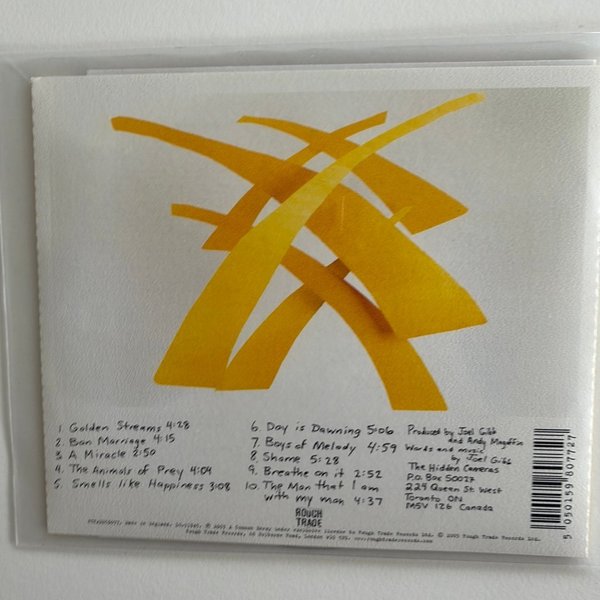 1. Golden Streams 4:28
2. Ban Marriage 4:15
3. A Miracle 2:50
4. The Animals of Prey 4:04
5. Smells like Happiness 3:08
6. Day is Dawning 5:06
7. Boys of Melody 4:59
8. Shame 5:28
9. Breathe on it 2:52
10. The Man that I am
with my man 4:37
Produced by Joel Gibb
and Andy Magoffin
Words and music
by Joel Gibb
The Hidden Cameras
P.O. Box 50027
229 Queen St West
Toronto ON
M5V 1Z6 Canada
ROUGH
TRADE
5 050159 807727